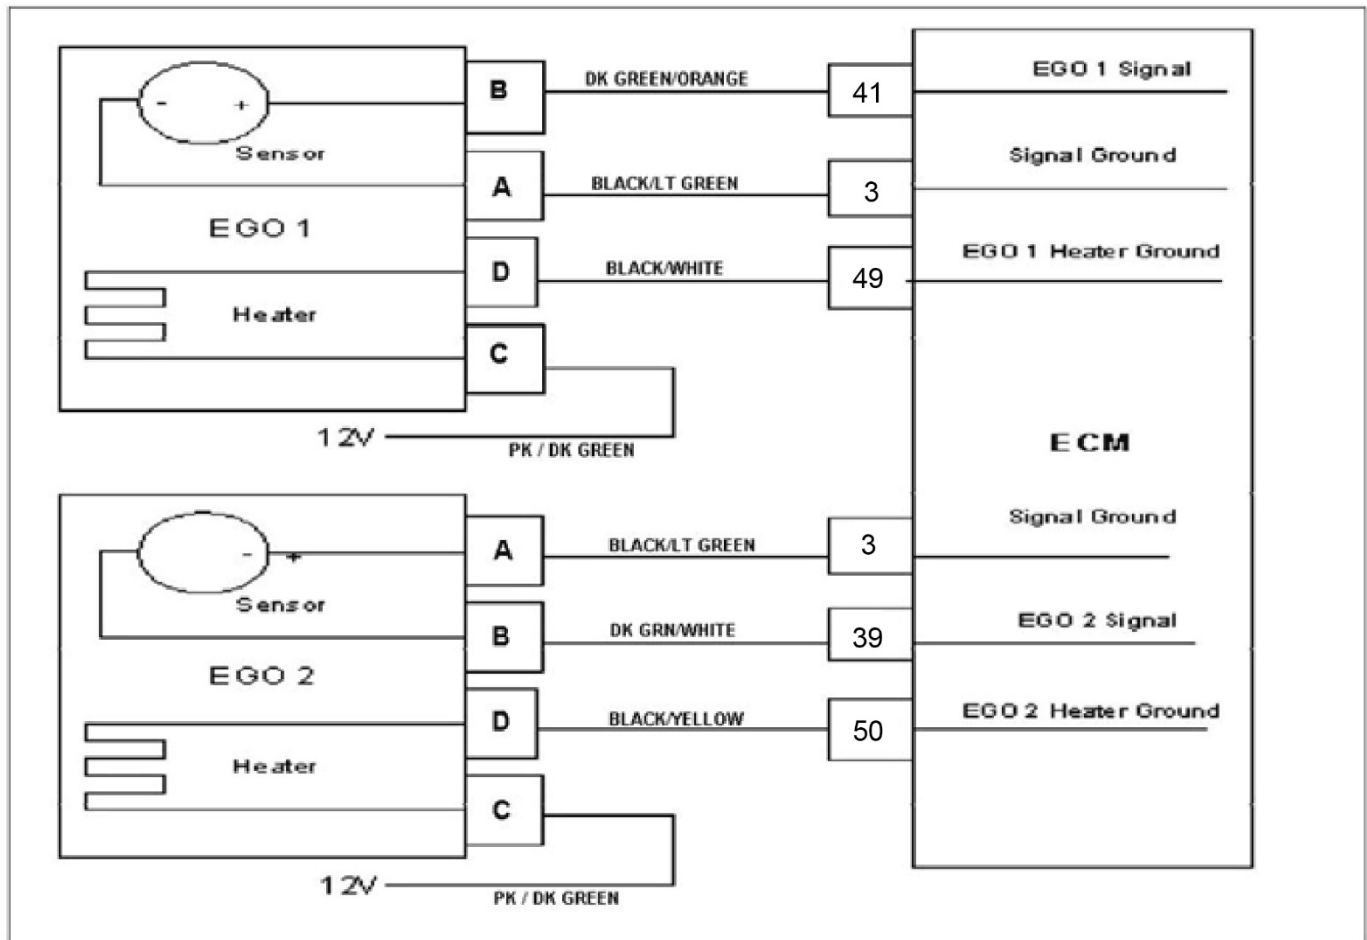 B DK GREEN/ORANGE 41 EGO 1 Signal
- +
Sensor
A BLACK/LT GREEN 3 Signal Ground
EGO 1
D BLACK/WHITE 49 EGO 1 Heater Ground
Heater
C
12V PK / DK GREEN
ECM
A BLACK/LT GREEN 3 Signal Ground
- +
Sensor
B DK GRN/WHITE 39 EGO 2 Signal
EGO 2
D BLACK/YELLOW 50 EGO 2 Heater Ground
Heater
C
12V PK / DK GREEN